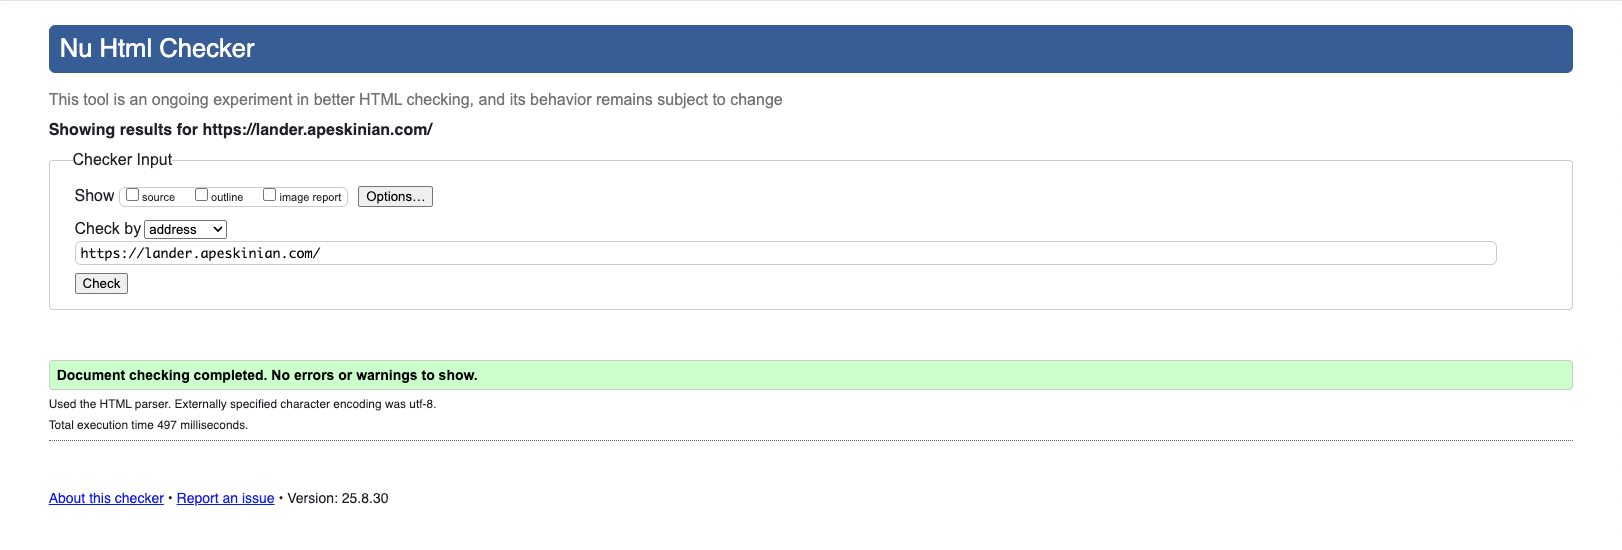 Nu Html Checker
This tool is an ongoing experiment in better HTML checking, and its behavior remains subject to change
Showing results for https://lander.apeskinian.com/
Checker Input
Show source outline image report Options...
Check by address
https://lander.apeskinian.com/
Check
Document checking completed. No errors or warnings to show.
Used the HTML parser. Externally specified character encoding was utf-8.
Total execution time 497 milliseconds.
About this checker • Report an issue • Version: 25.8.30